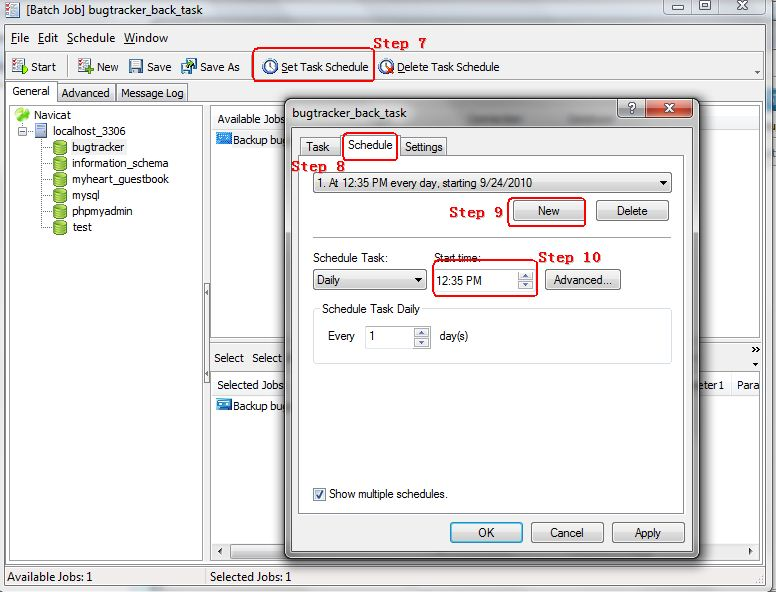 [Batch Job] bugtracker_back_task
File Edit Schedule Window
Step 7
Start New Save Save As Set Task Schedule Delete Task Schedule
General Advanced Message Log
Navicat
localhost_3306
bugtracker
information_schema
myheart_guestbook
mysql
phpmyadmin
test
Available Jobs
Backup bug
bugtracker_back_task
Task Schedule Settings
Step 8
1. At 12:35 PM every day, starting 9/24/2010
Step 9 New Delete
Schedule Task: Start time: Step 10
Daily 12:35 PM Advanced...
Schedule Task Daily
Every 1 day(s)
Show multiple schedules.
OK Cancel Apply
Select Select
Selected Jobs
eter1 Para
Backup bug
Available Jobs: 1 Selected Jobs: 1